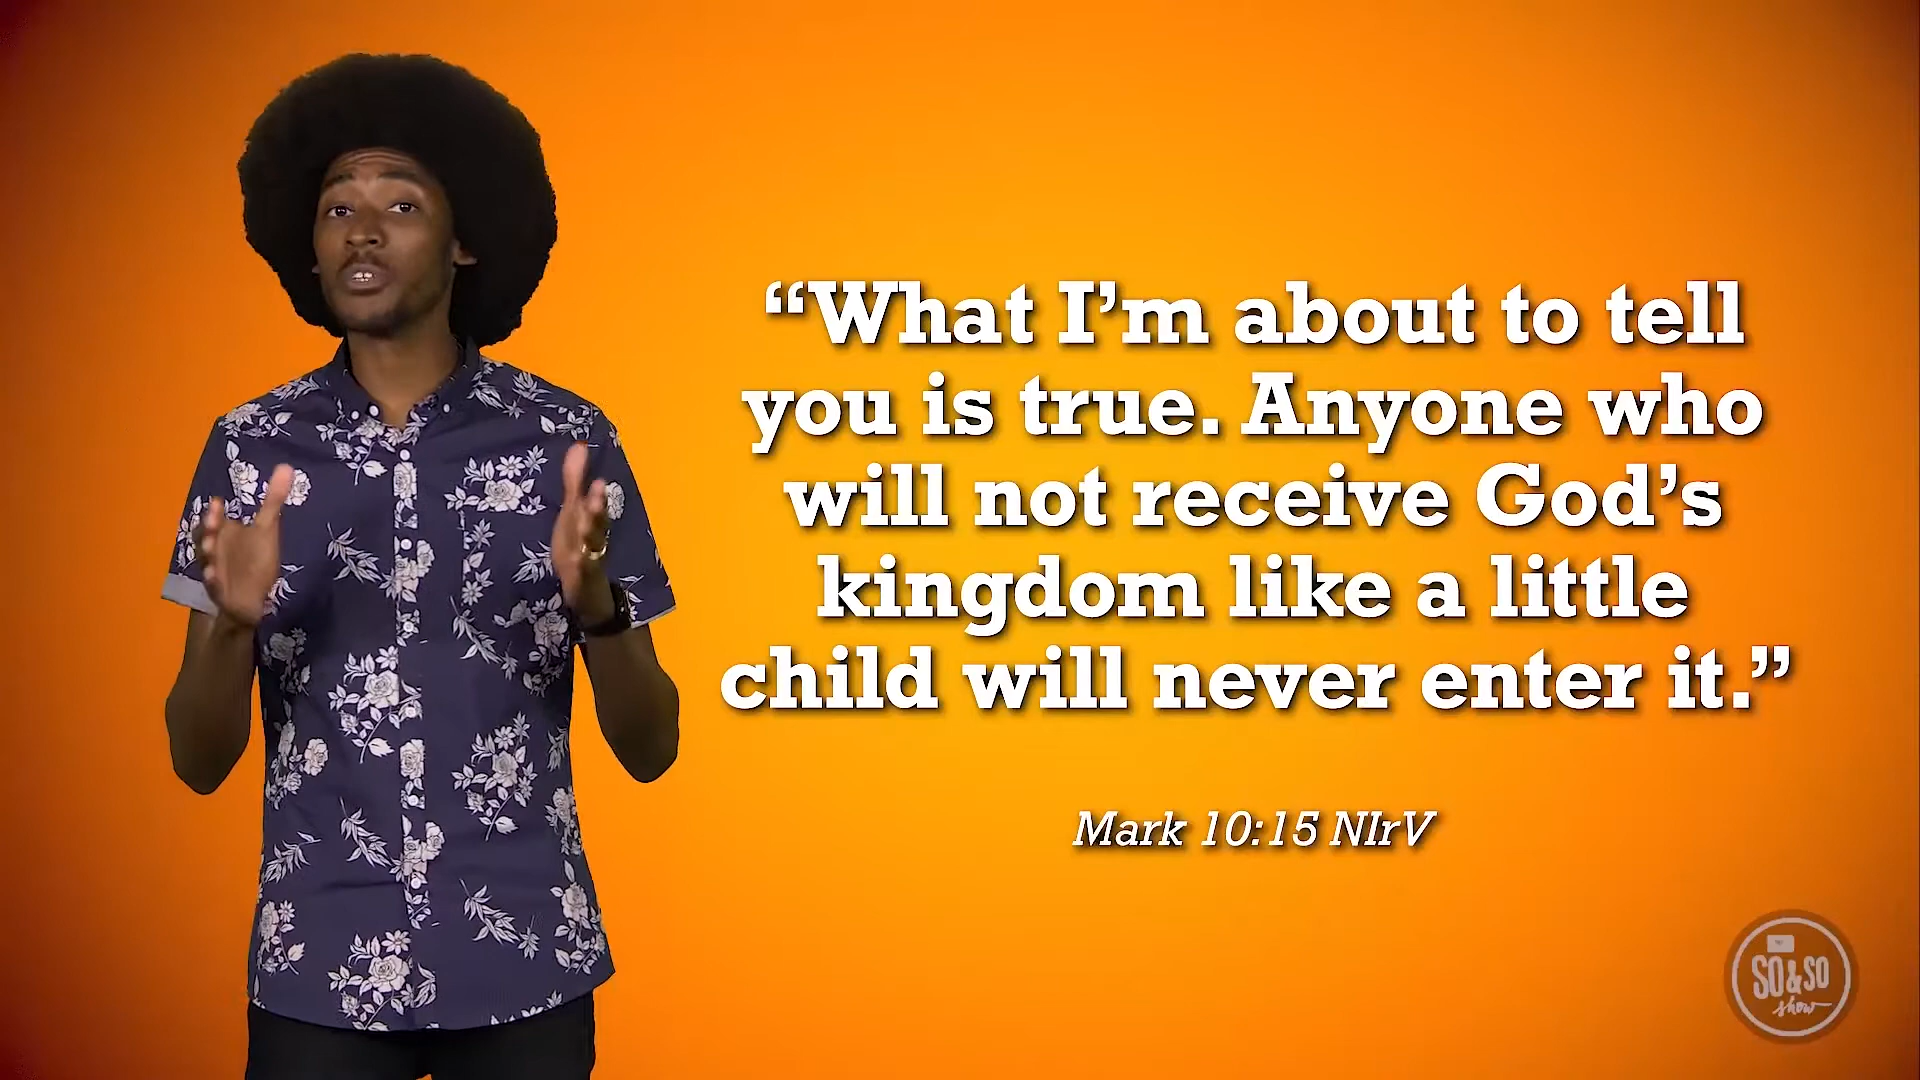 “What I’m about to tell
you is true. Anyone who
will not receive God’s
kingdom like a little
child will never enter it.”
Mark 10:15 NIrV
SO&SO
show